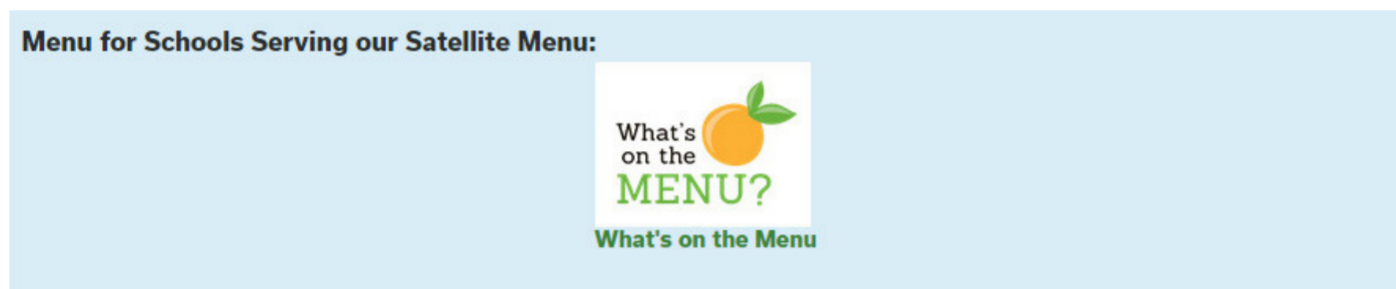 Menu for Schools Serving our Satellite Menu:
What's
on the
MENU?
What's on the Menu